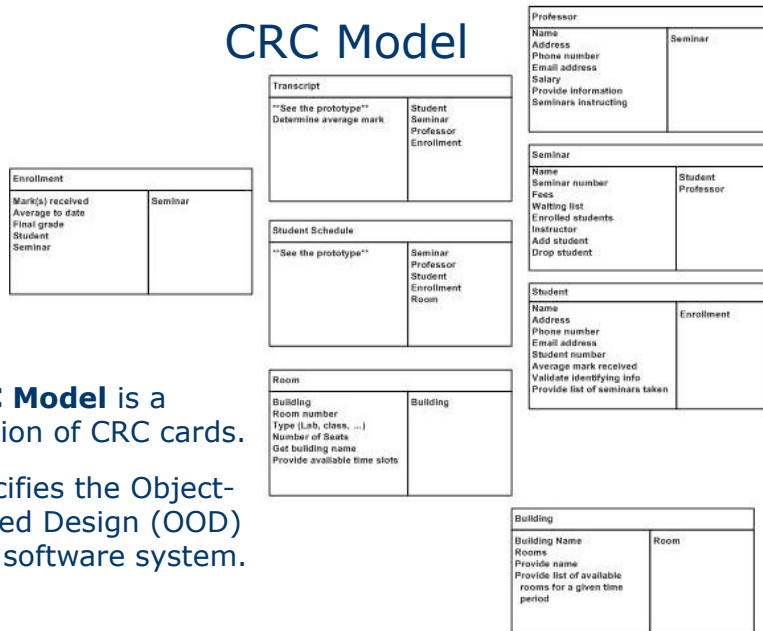 CRC Model
Professor
Name
Address
Phone number
Email address
Salary
Provide information
Seminars instructing
Seminar
Transcript
**See the prototype**
Determine average mark
Student
Seminar
Professor
Enrollment
Enrollment
Mark(s) received
Average to date
Final grade
Student
Seminar
Seminar
Seminar
Name
Seminar number
Fees
Waiting list
Enrolled students
Instructor
Add student
Drop student
Student
Professor
Student Schedule
**See the prototype**
Seminar
Professor
Student
Enrollment
Room
Student
Name
Address
Phone number
Email address
Student number
Average mark received
Validate identifying info
Provide list of seminars taken
Enrollment
Room
Building
Room number
Type (Lab, class, ...)
Number of Seats
Get building name
Provide available time slots
Building
Model is a
ion of CRC cards.
cifies the Object-
ed Design (OOD)
software system.
Building
Building Name
Rooms
Provide name
Provide list of available
rooms for a given time
period
Room